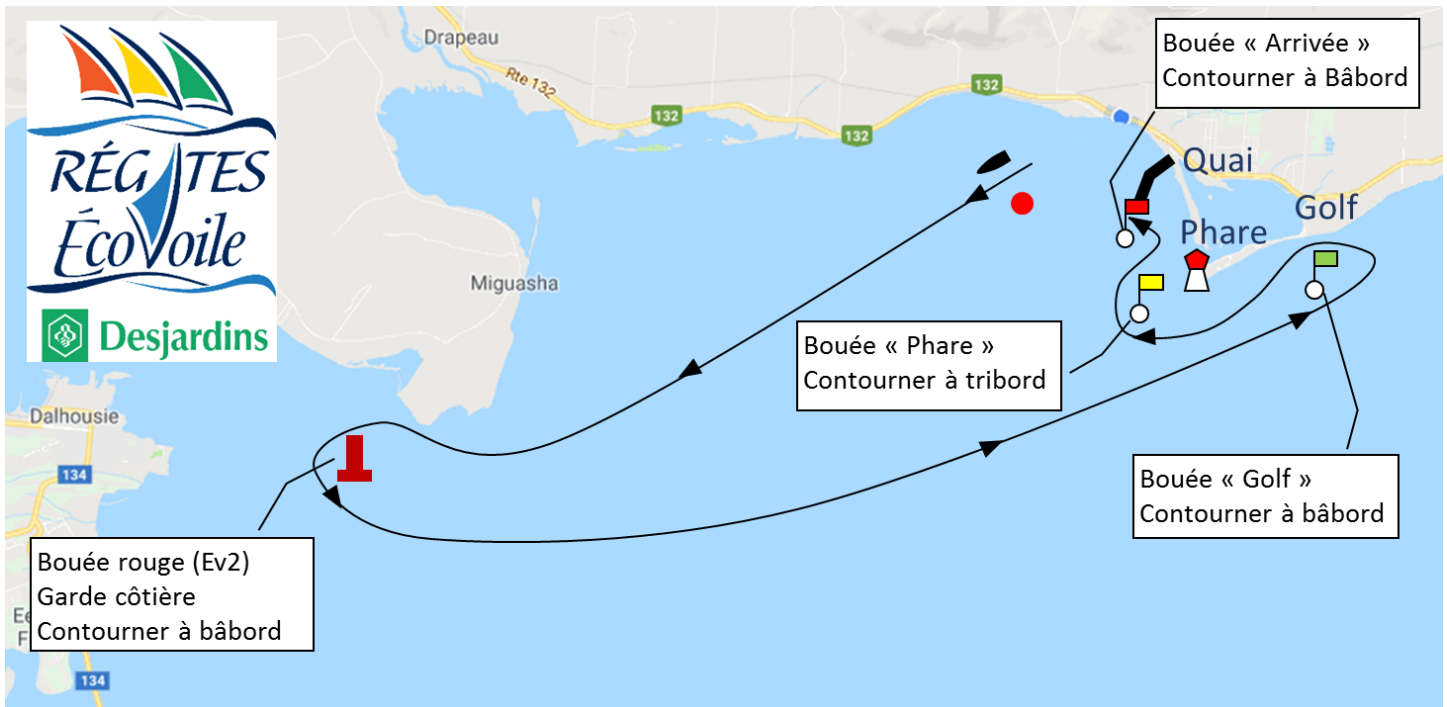 RÉGATES
ÉcoVoile
Desjardins
Drapeau
Rte 132
132
132
132
Miguasha
Dalhousie
134
134
Bouée « Arrivée »
Contourner à Bâbord
Quai
Golf
Phare
Bouée « Phare »
Contourner à tribord
Bouée « Golf »
Contourner à bâbord
Bouée rouge (Ev2)
Garde côtière
Contourner à bâbord